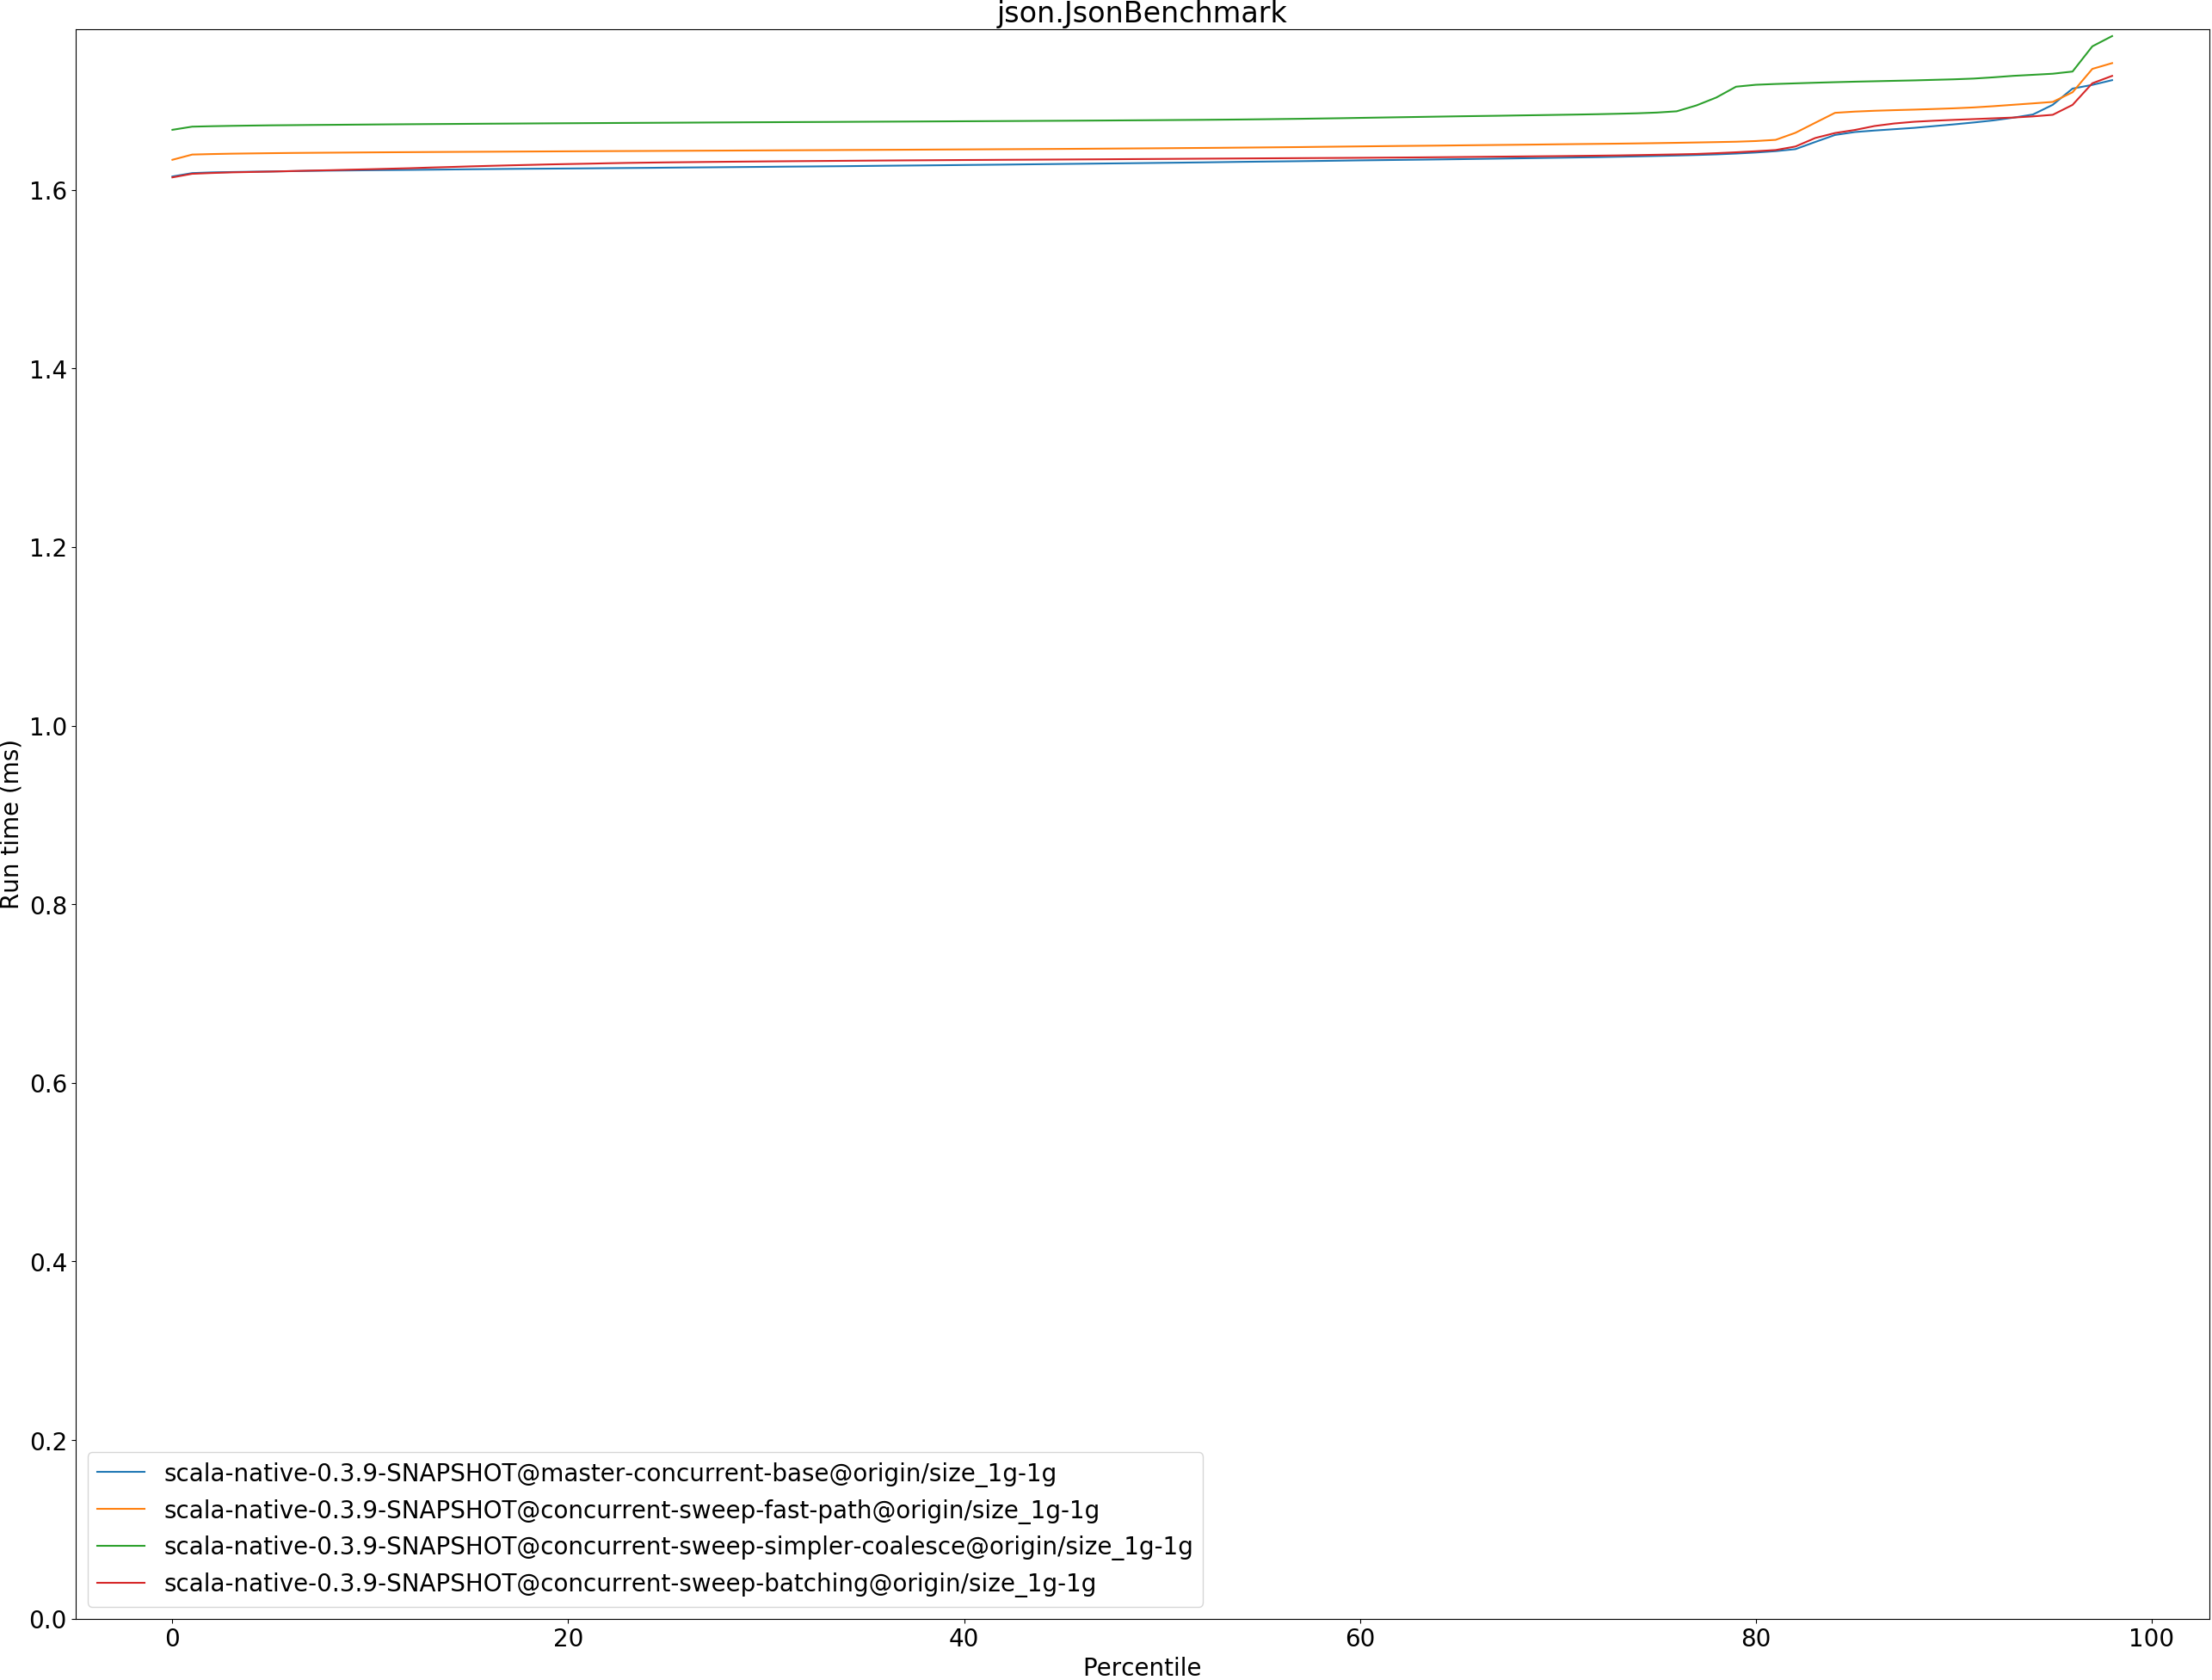 json.JsonBenchmark
Run time (ms)
1.6
1.4
1.2
1.0
0.8
0.6
0.4
0.2
0.0
scala-native-0.3.9-SNAPSHOT@master-concurrent-base@origin/size_1g-1g
scala-native-0.3.9-SNAPSHOT@concurrent-sweep-fast-path@origin/size_1g-1g
scala-native-0.3.9-SNAPSHOT@concurrent-sweep-simpler-coalesce@origin/size_1g-1g
scala-native-0.3.9-SNAPSHOT@concurrent-sweep-batching@origin/size_1g-1g
0 20 40 60 80 100
Percentile